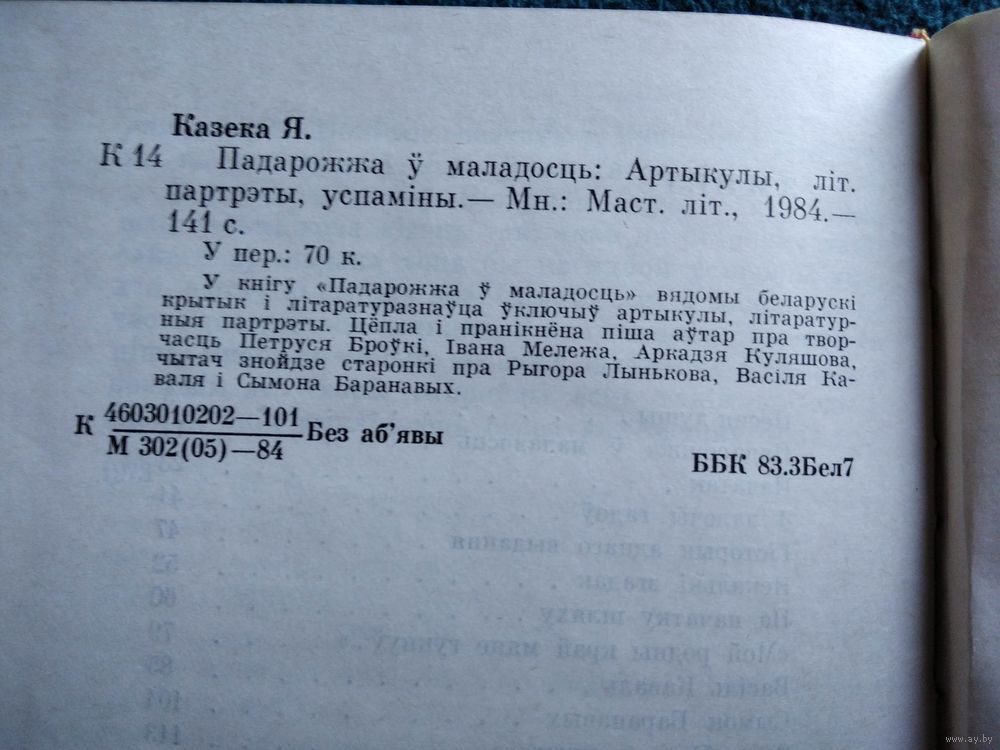 Казека Я.
К 14 Падарожжа ў маладосць: Артыкулы, літ.
партрэты, успаміны.— Мн.: Маст. літ., 1984.—
141 с.
У пер.: 70 к.
У кнігу «Падарожжа ў маладосць» вядомы беларускі
крытык і літаратуразнаўца ўключыў артыкулы, літаратур-
ныя партрэты. Цёпла і пранікнёна піша аўтар пра твор-
часць Петруся Броўкі, Івана Мележа, Аркадзя Куляшова,
чытач знойдзе старонкі пра Рыгора Лынькова, Васіля Ка-
валя і Сымона Баранавых.
К 4603010202—101
М 302(05)—84 Без аб'явы
ББК 83.3Бел7
www.ay.by